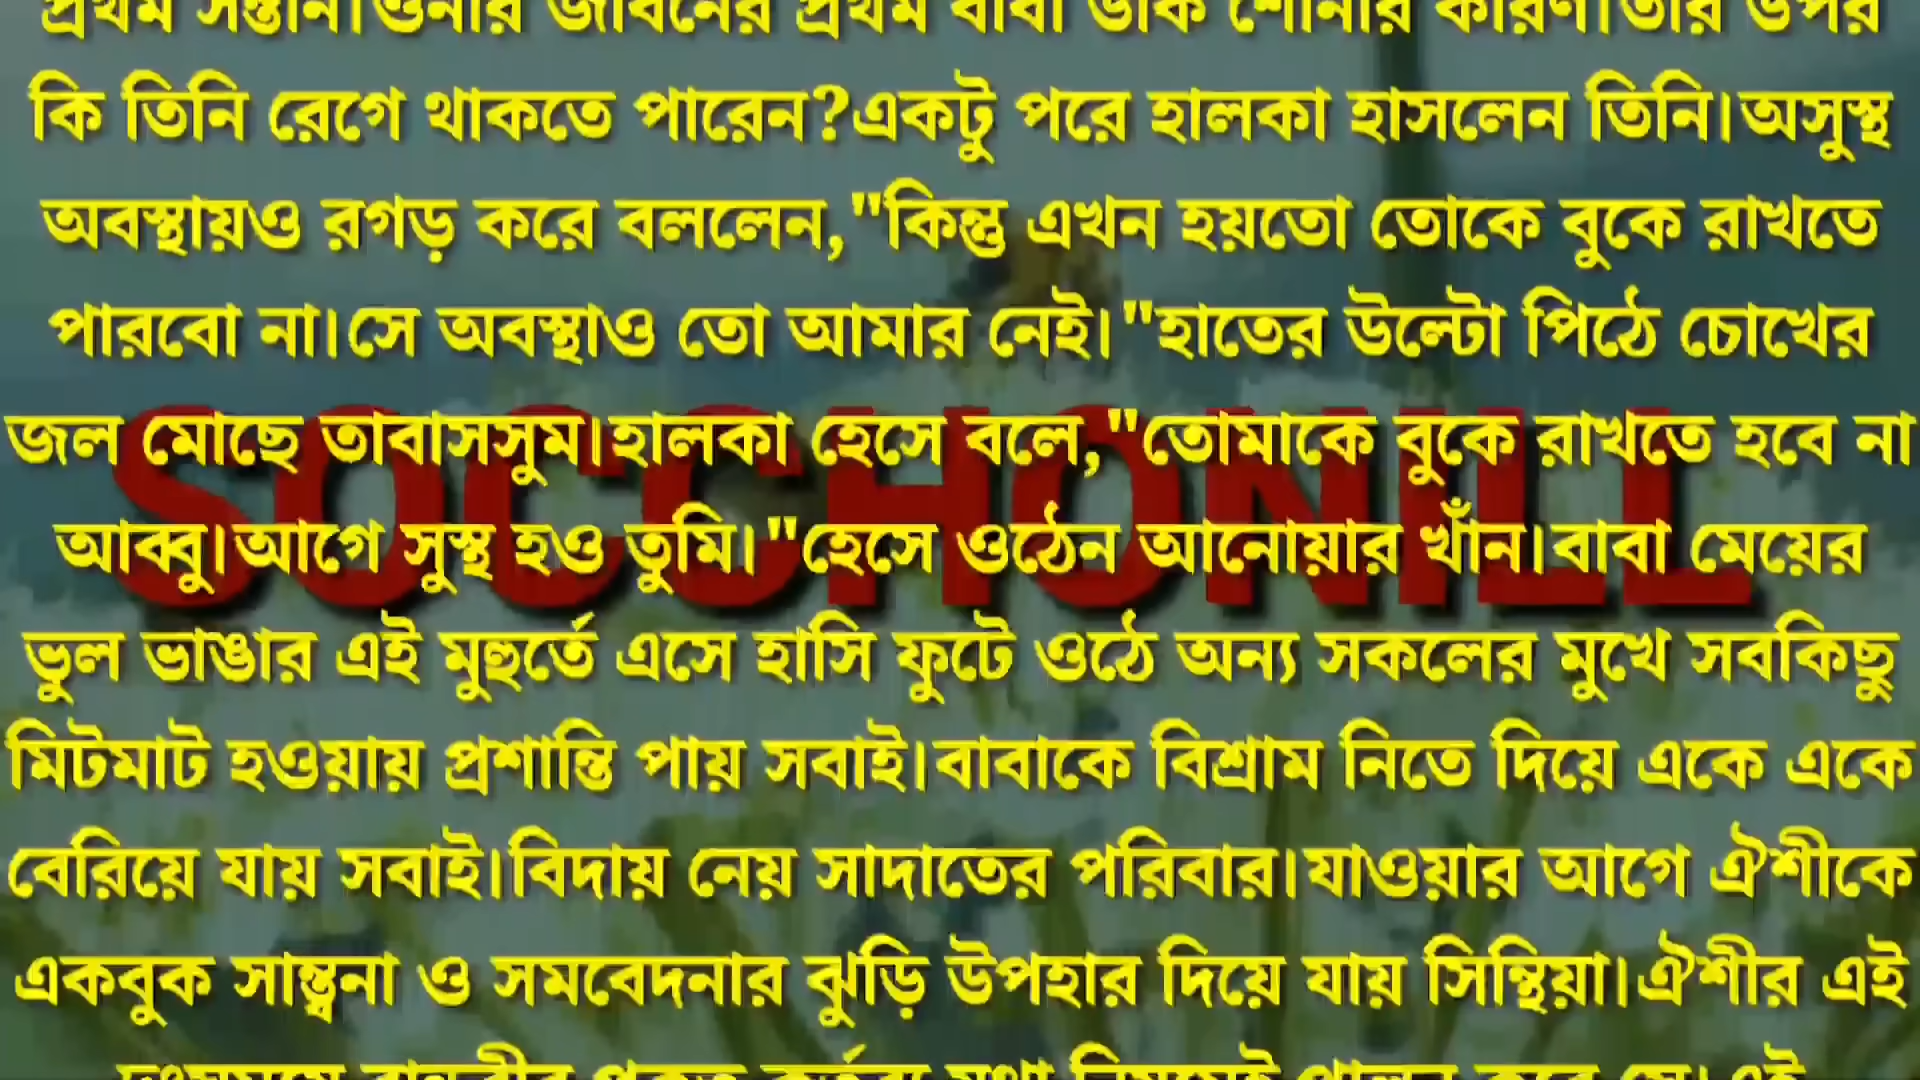 প্রথম সন্তান।ওনার জীবনের প্রথম বাবা ডাক শোনার কারণ।তার উপর
কি তিনি রেগে থাকতে পারেন?একটু পরে হালকা হাসলেন তিনি।অসুস্থ
অবস্থায়ও রগড় করে বললেন,"কিন্তু এখন হয়তো তোকে বুকে রাখতে
পারবো না।সে অবস্থাও তো আমার নেই।"হাতের উল্টো পিঠে চোখের
জল মোছে তাবাসসুম।হালকা হেসে বলে,"তোমাকে বুকে রাখতে হবে না
SOCCHONILL
আব্বু।আগে সুস্থ হও তুমি।"হেসে ওঠেন আনোয়ার খাঁন।বাবা মেয়ের
ভুল ভাঙার এই মুহুর্তে এসে হাসি ফুটে ওঠে অন্য সকলের মুখে সবকিছু
মিটমাট হওয়ায় প্রশান্তি পায় সবাই।বাবাকে বিশ্রাম নিতে দিয়ে একে একে
বেরিয়ে যায় সবাই।বিদায় নেয় সাদাতের পরিবার।যাওয়ার আগে ঐশীকে
একবুক সান্ত্বনা ও সমবেদনার ঝুড়ি উপহার দিয়ে যায় সিন্থিয়া।ঐশীর এই